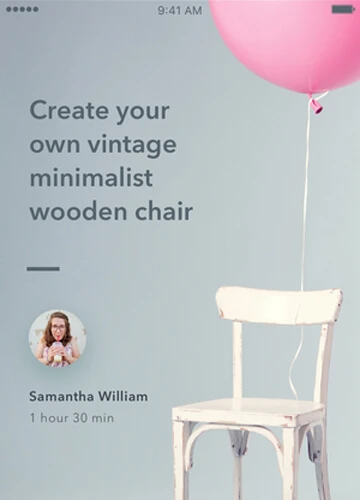 9:41 AM
Create your
own vintage
minimalist
wooden chair
Samantha William
1 hour 30 min